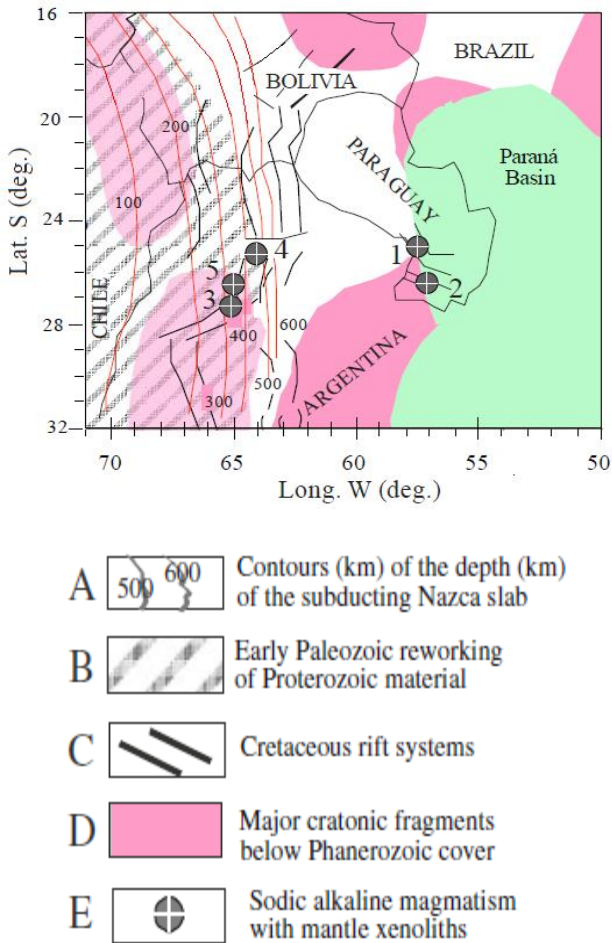 16
20
24
28
32
Lat. S (deg.)
BRAZIL
BOLIVIA
200
PARAGUAY
Paraná
Basin
100
1
4
5
2
3
CHILE
600
400
ARGENTINA
500
300
70
65
60
55
50
Long. W (deg.)
A
500
600
Contours (km) of the depth (km)
of the subducting Nazca slab
B
Early Paleozoic reworking
of Proterozoic material
C
Cretaceous rift systems
D
Major cratonic fragments
below Phanerozoic cover
E
Sodic alkaline magmatism
with mantle xenoliths